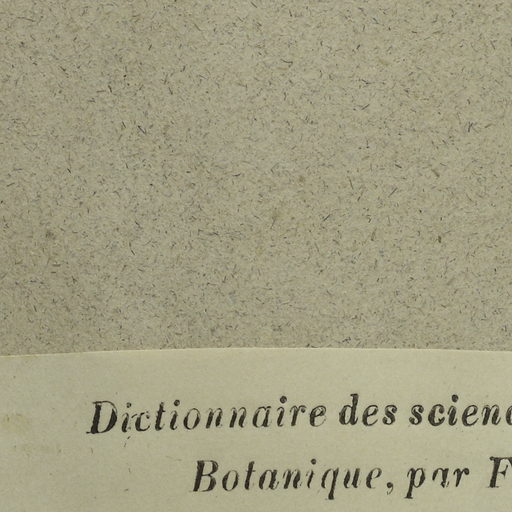 Dictionnaire des scienc
Botanique, par F